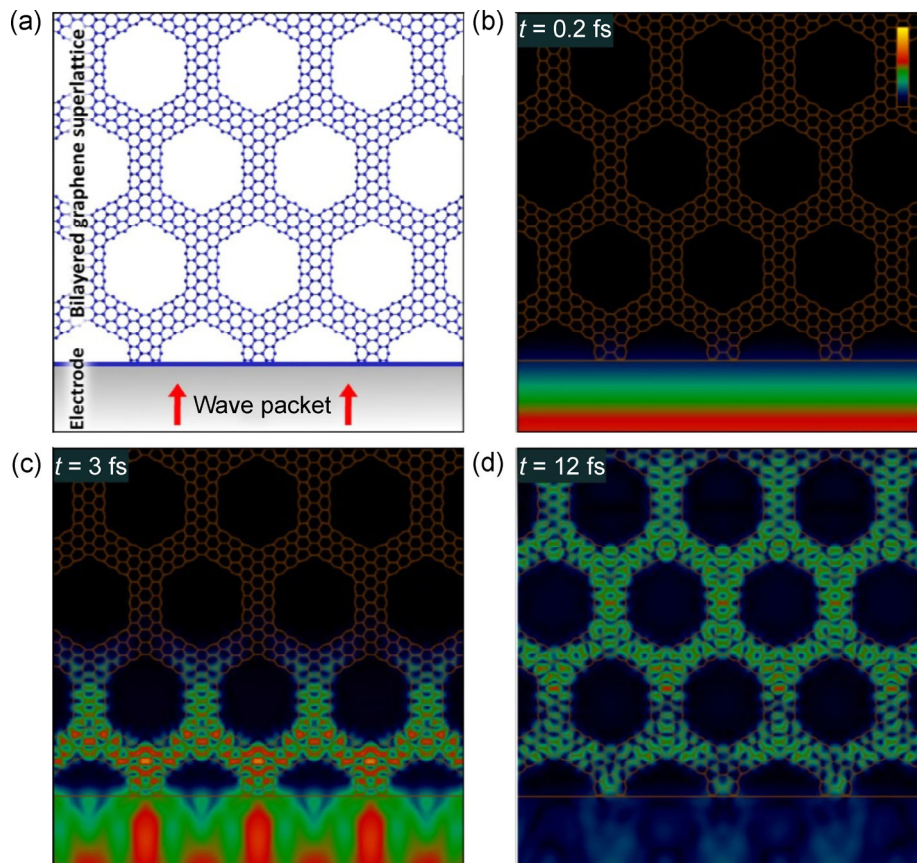 (a)
Bilayered graphene superlattice
Electrode
Wave packet
(b)
t = 0.2 fs
(c)
t = 3 fs
(d)
t = 12 fs